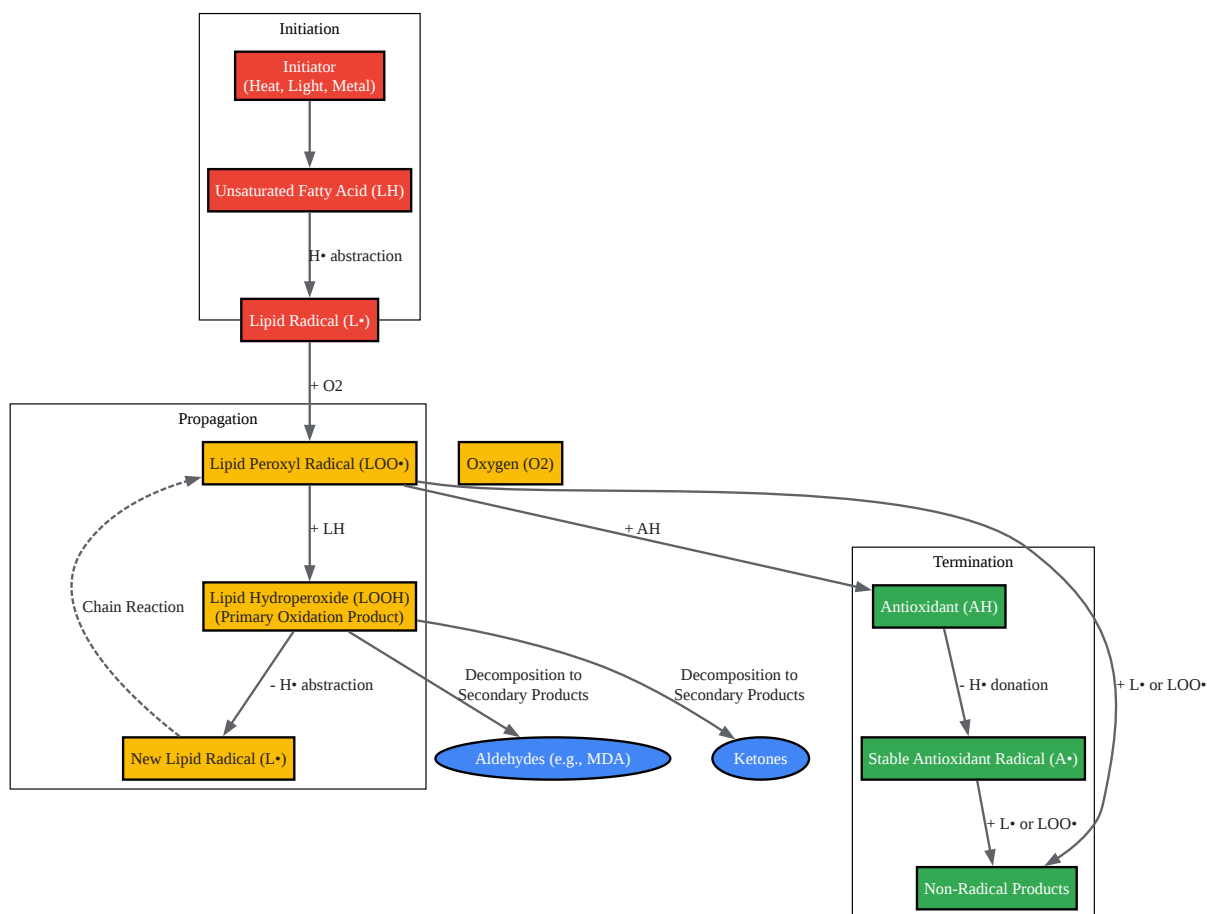 Initiation
Initiator
(Heat, Light, Metal)
Unsaturated Fatty Acid (LH)
H• abstraction
Lipid Radical (L•)
+ O2
Propagation
Lipid Peroxyl Radical (LOO•)
Oxygen (O2)
+ LH
+ AH
Termination
Lipid Hydroperoxide (LOOH)
(Primary Oxidation Product)
Antioxidant (AH)
Chain Reaction
- H• abstraction
Decomposition to
Secondary Products
Decomposition to
Secondary Products
- H• donation
+ L• or LOO•
New Lipid Radical (L•)
Aldehydes (e.g., MDA)
Ketones
Stable Antioxidant Radical (A•)
+ L• or LOO•
Non-Radical Products